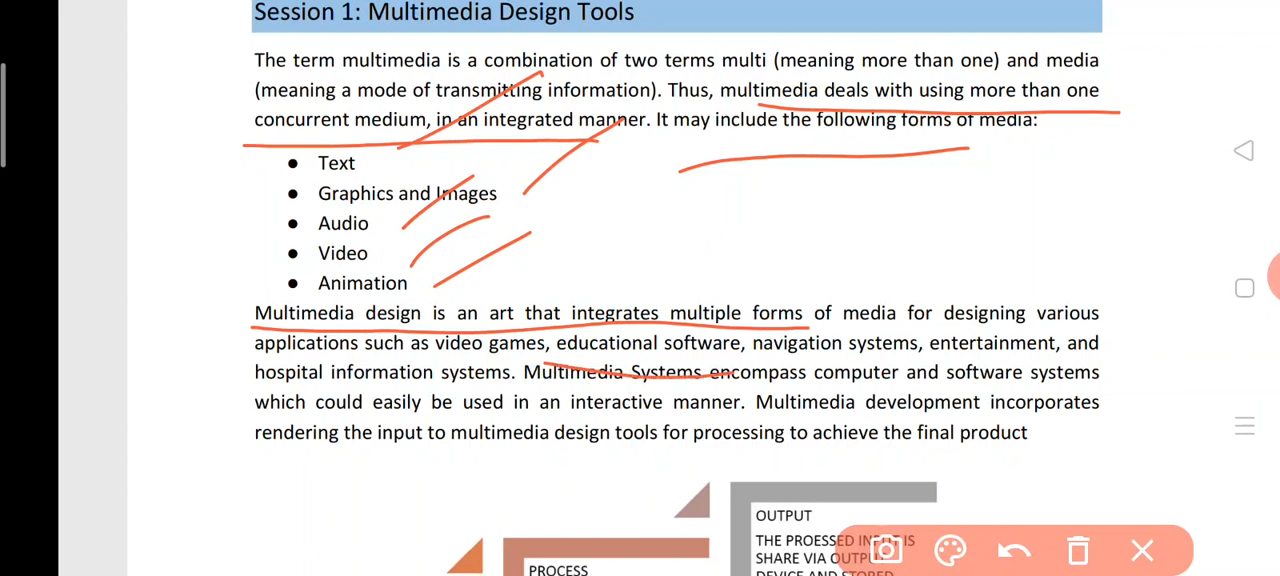 Session 1: Multimedia Design Tools
The term multimedia is a combination of two terms multi (meaning more than one) and media
(meaning a mode of transmitting information). Thus, multimedia deals with using more than one
concurrent medium, in an integrated manner. It may include the following forms of media:
● Text
● Graphics and Images
● Audio
● Video
● Animation
Multimedia design is an art that integrates multiple forms of media for designing various
applications such as video games, educational software, navigation systems, entertainment, and
hospital information systems. Multimedia Systems encompass computer and software systems
which could easily be used in an interactive manner. Multimedia development incorporates
rendering the input to multimedia design tools for processing to achieve the final product
OUTPUT
THE PROESSED INPUT IS
SHARE VIA OUTPUT
DEVICE AND STORED
PROCESS